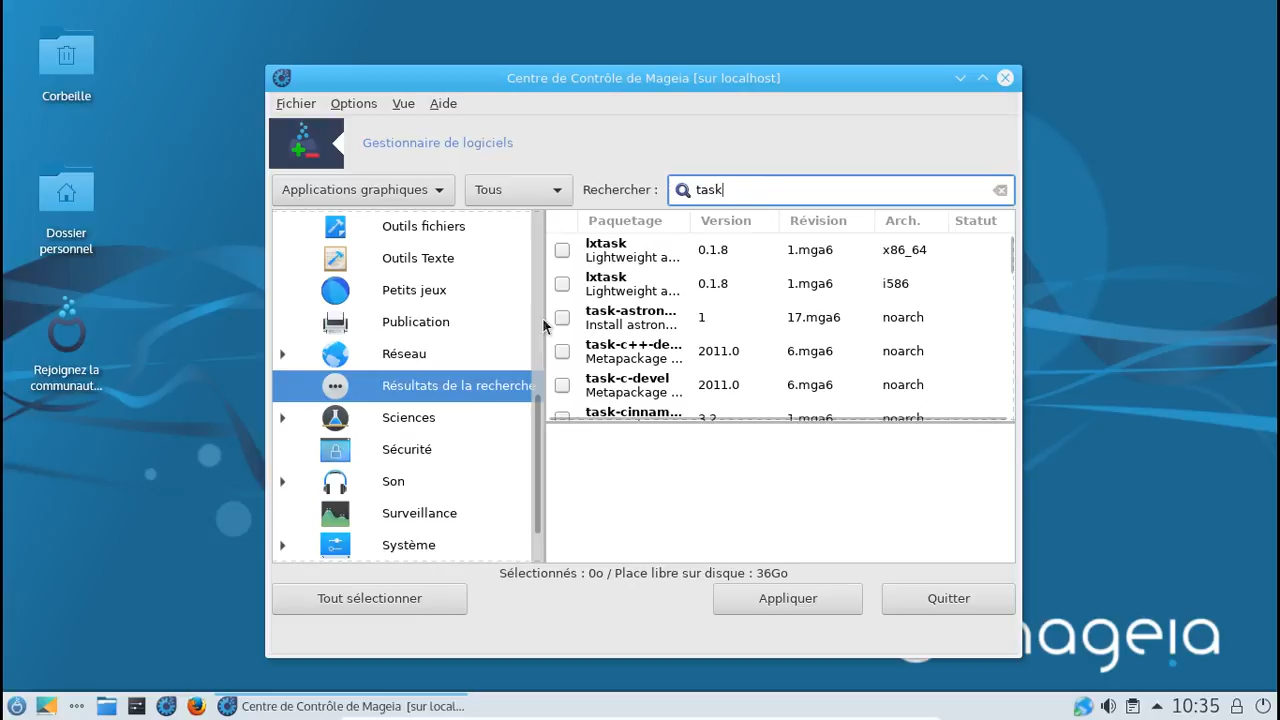 Corbeille
Dossier
personnel
Rejoignez la
communaut...
Centre de Contrôle de Mageia [sur localhost]
Fichier Options Vue Aide
Gestionnaire de logiciels
Applications graphiques Tous Rechercher : task
Outils fichiers
Outils Texte
Petits jeux
Publication
Réseau
Résultats de la recherche
Sciences
Sécurité
Son
Surveillance
Système
Paquetage Version Révision Arch. Statut
lxtask 0.1.8 1.mga6 x86_64
Lightweight a...
lxtask 0.1.8 1.mga6 i586
Lightweight a...
task-astron... 1 17.mga6 noarch
Install astron...
task-c++-de... 2011.0 6.mga6 noarch
Metapackage ...
task-c-devel 2011.0 6.mga6 noarch
Metapackage ...
task-cinnam... 3.2 1.mga6 noarch
Sélectionnés : 0o / Place libre sur disque : 36Go
Tout sélectionner Appliquer Quitter
mageia
Centre de Contrôle de Mageia [sur local... 10:35